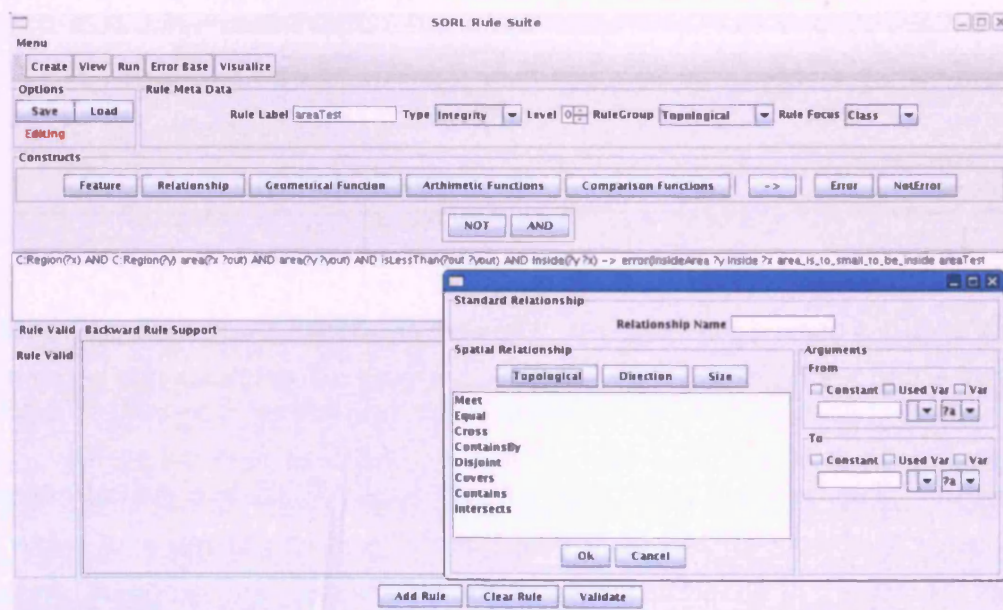 SORL Rule Suite
Menu
Create View Run Error Base Visualize
Options Rule Meta Data
Save Load
Editing
Rule Label areaTest Type Integrity Level 0 RuleGroup Topological Rule Focus Class
Constructs
Feature Relationship Geometrical Function Arthimetic Functions Comparison Functions -> Error NotError
NOT AND
C:Region(?x) AND C:Region(?y) area(?x ?out) AND area(?y ?yout) AND isLessThan(?out ?yout) AND Inside(?y ?x) -> error(InsideArea ?y Inside ?x area_is_to_small_to_be_inside areaTest
Rule Valid Backward Rule Support
Rule Valid
Standard Relationship
Relationship Name
Spatial Relationship
Topological Direction Size
Meet
Equal
Cross
ContainsBy
Disjoint
Covers
Contains
Intersects
Arguments
From
Constant Used Var Var
?a
To
Constant Used Var Var
?a
Ok Cancel
Add Rule Clear Rule Validate